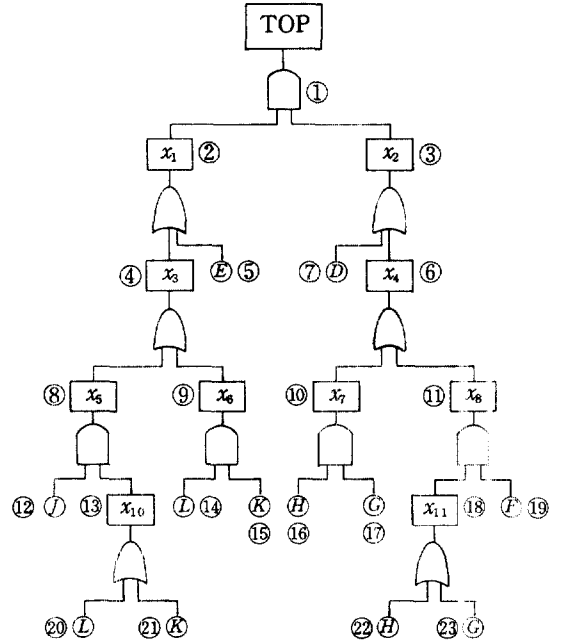 TOP
①
x₁ ② x₂ ③
④ x₃ E ⑤ ⑦ D x₄ ⑥
⑧ x₅ ⑨ x₆ ⑩ x₇ ⑪ x₈
⑫ J ⑬ x₁₀ L ⑭ K H G x₁₁ ⑱ F ⑲
⑮ ⑯ ⑰
⑳ L ㉑ K ㉒ H ㉓ G